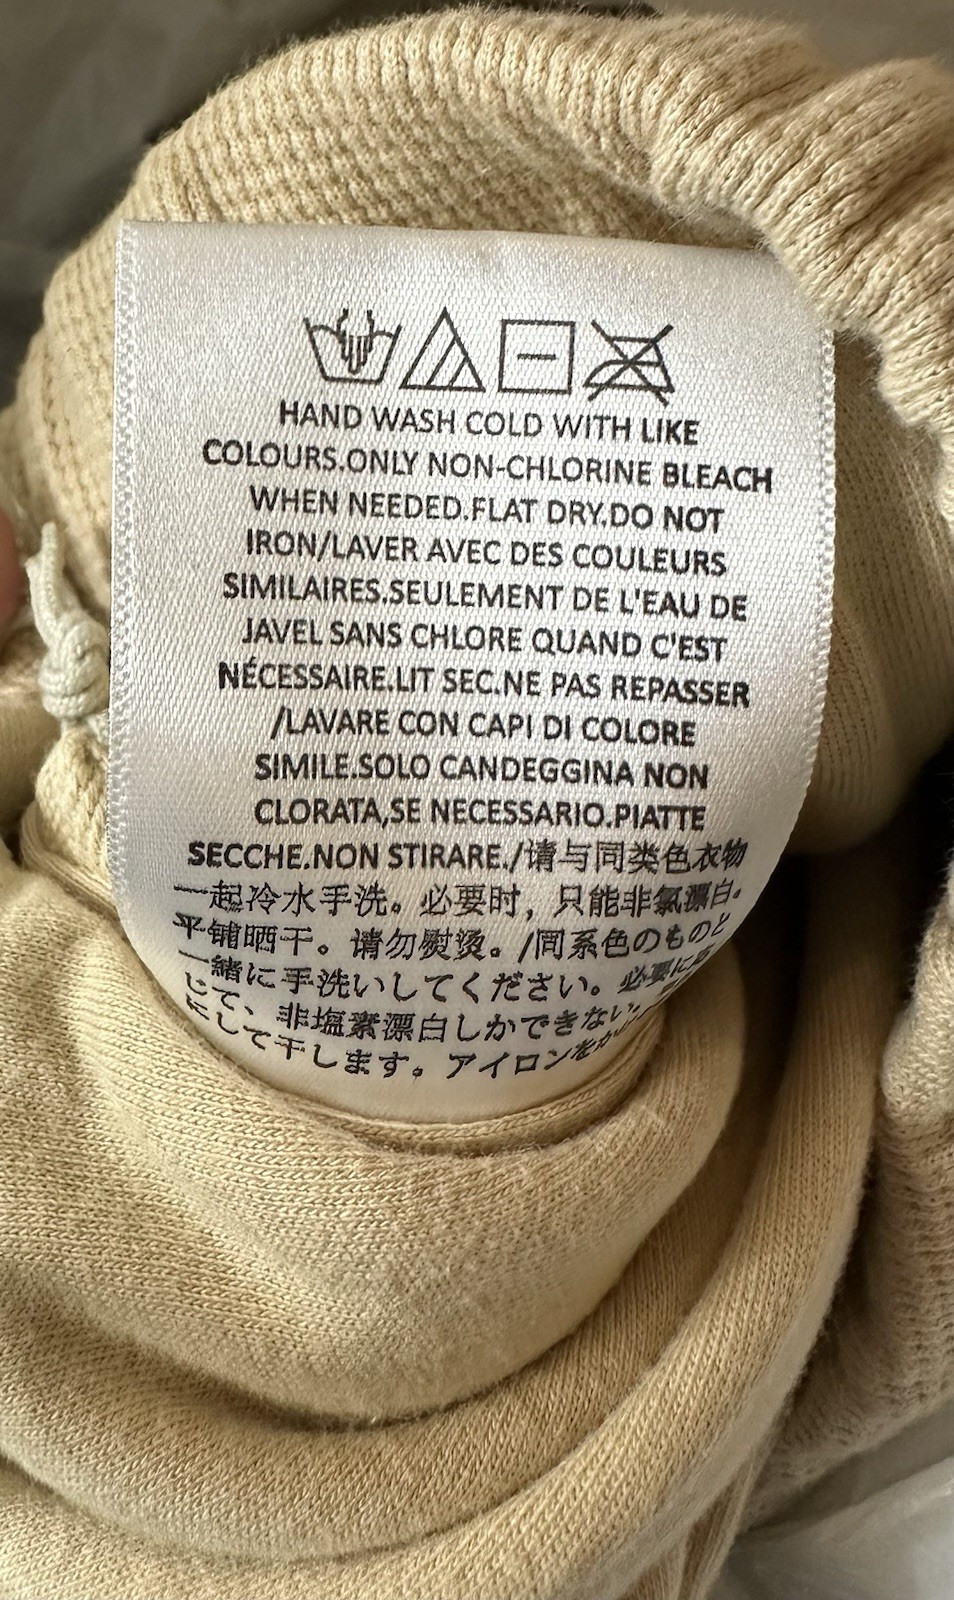 HAND WASH COLD WITH LIKE
COLOURS.ONLY NON-CHLORINE BLEACH
WHEN NEEDED.FLAT DRY.DO NOT
IRON/LAVER AVEC DES COULEURS
SIMILAIRES.SEULEMENT DE L'EAU DE
JAVEL SANS CHLORE QUAND C'EST
NÉCESSAIRE.LIT SEC.NE PAS REPASSER
/LAVARE CON CAPI DI COLORE
SIMILE.SOLO CANDEGGINA NON
CLORATA,SE NECESSARIO.PIATTE
SECCHE.NON STIRARE./请与同类色衣物
一起冷水手洗。必要时，只能非氯漂白。
平铺晒干。请勿熨烫。/同系色のものと
一緒に手洗いしてください。必要に
じて、非塩素漂白しかできない
にして干します。アイロンをか